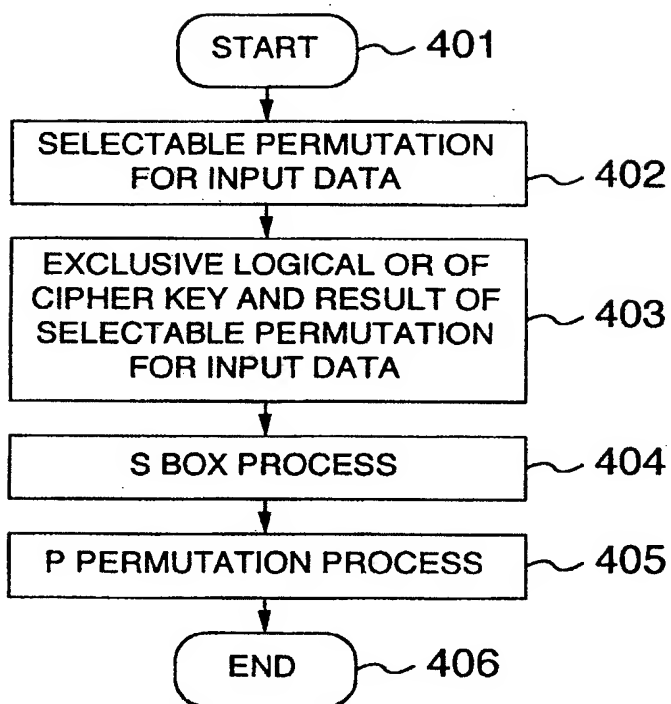 START
401
SELECTABLE PERMUTATION
FOR INPUT DATA
402
EXCLUSIVE LOGICAL OR OF
CIPHER KEY AND RESULT OF
SELECTABLE PERMUTATION
FOR INPUT DATA
403
S BOX PROCESS
404
P PERMUTATION PROCESS
405
END
406